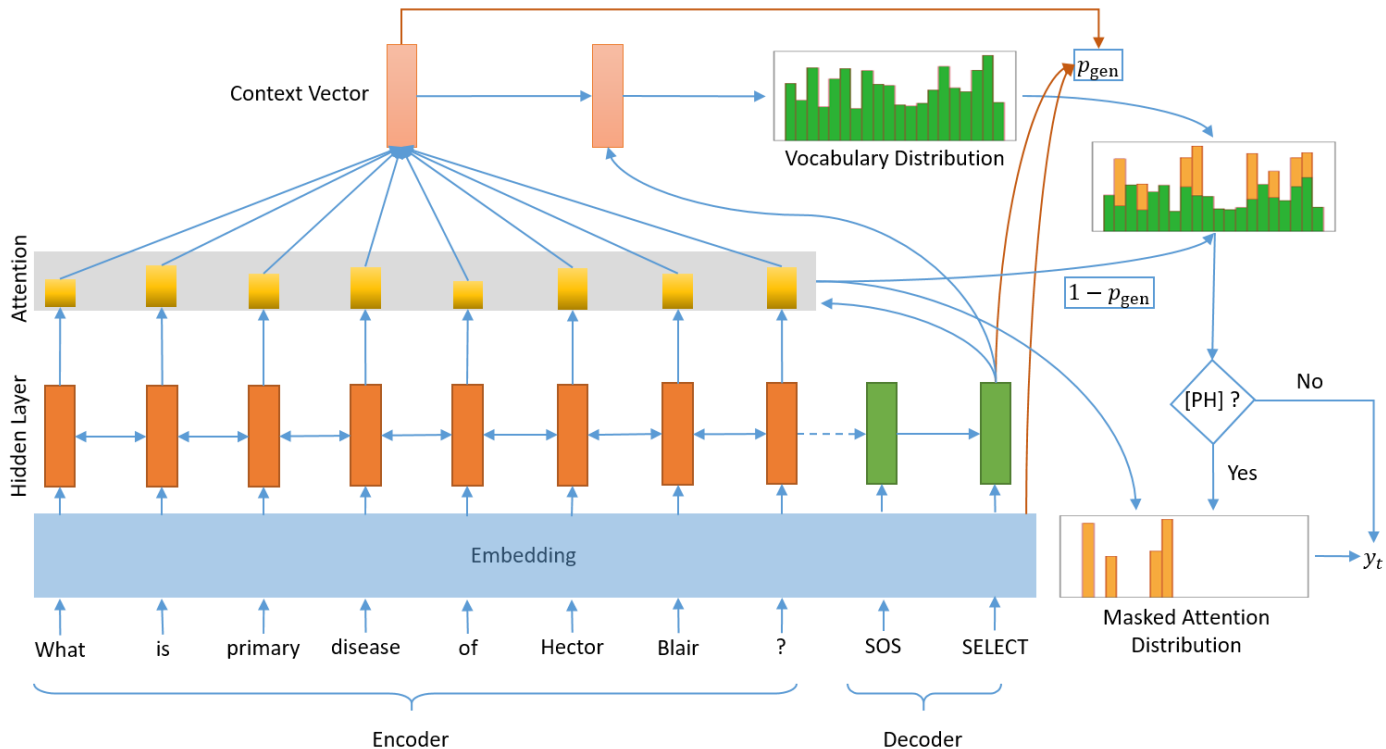 p_gen
Context Vector
Vocabulary Distribution
Attention
1 − p_gen
Hidden Layer
[PH] ?
No
Yes
Embedding
y_t
What is primary disease of Hector Blair ? SOS SELECT
Masked Attention
Distribution
Encoder
Decoder